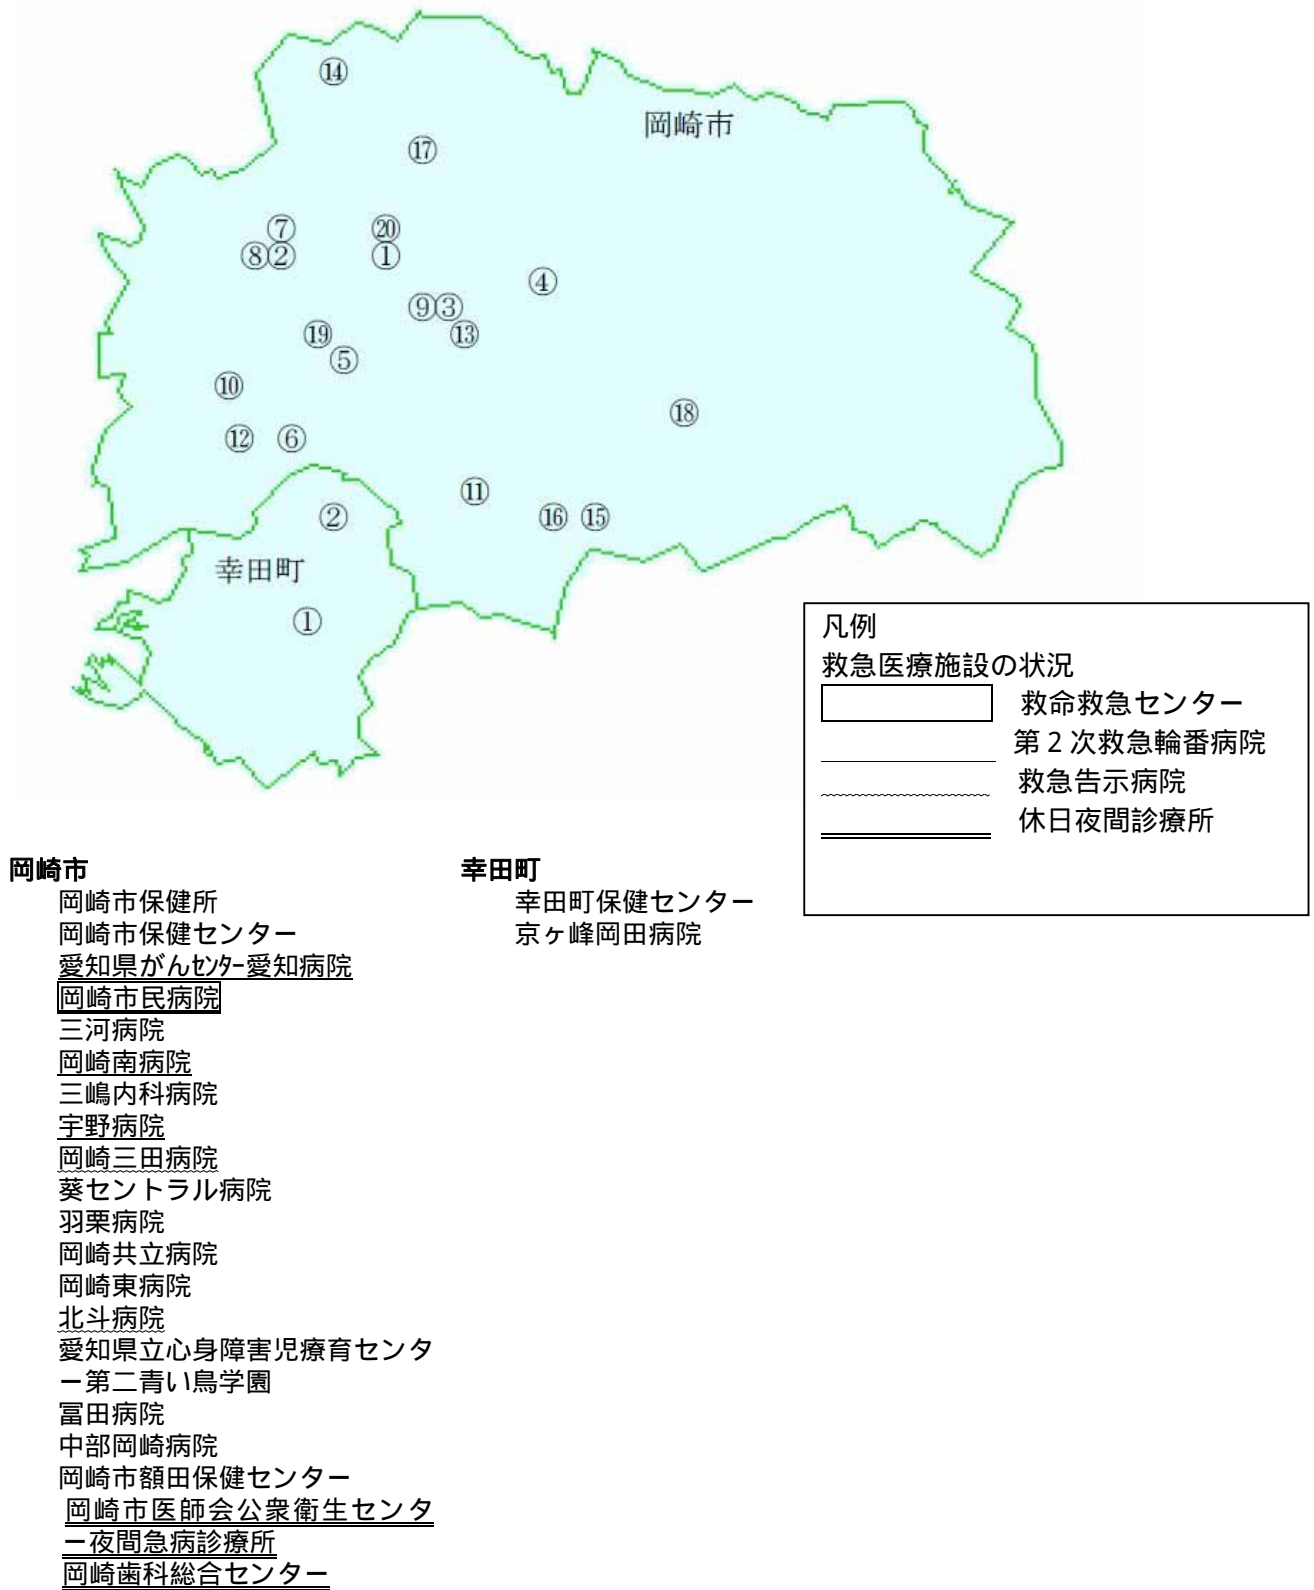 ⑭
岡崎市
⑰
⑦
⑳
⑧②
①
④
⑨③
⑲
⑬
⑤
⑩
⑱
⑫
⑥
⑪
②
⑯
⑮
幸田町
①
凡例
救急医療施設の状況
救命救急センター
第2次救急輪番病院
救急告示病院
休日夜間診療所
岡崎市
岡崎市保健所
岡崎市保健センター
愛知県がんセンター愛知病院
岡崎市民病院
三河病院
岡崎南病院
三嶋内科病院
宇野病院
岡崎三田病院
葵セントラル病院
羽栗病院
岡崎共立病院
岡崎東病院
北斗病院
愛知県立心身障害児療育センタ
ー第二青い鳥学園
冨田病院
中部岡崎病院
岡崎市額田保健センター
岡崎市医師会公衆衛生センタ
ー夜間急病診療所
岡崎歯科総合センター
幸田町
幸田町保健センター
京ヶ峰岡田病院